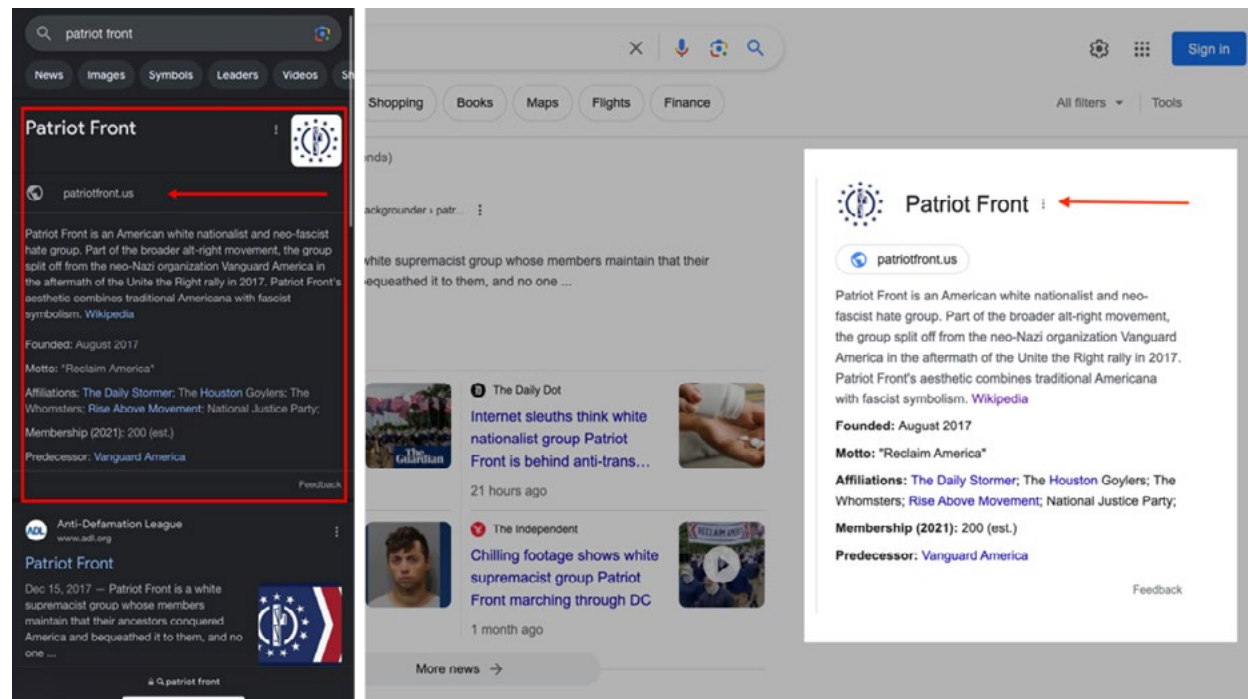 patriot front
News Images Symbols Leaders Videos
Patriot Front
patriotfront.us
Patriot Front is an American white nationalist and neo-fascist
hate group. Part of the broader alt-right movement, the group
split off from the neo-Nazi organization Vanguard America in
the aftermath of the Unite the Right rally in 2017. Patriot Front's
aesthetic combines traditional Americana with fascist
symbolism. Wikipedia
Founded: August 2017
Motto: "Reclaim America"
Affiliations: The Daily Stormer; The Houston Goylers; The
Whomsters; Rise Above Movement; National Justice Party;
Membership (2021): 200 (est.)
Predecessor: Vanguard America
Feedback
ADL
Anti-Defamation League
www.adl.org
Patriot Front
Dec 15, 2017 — Patriot Front is a white
supremacist group whose members
maintain that their ancestors conquered
America and bequeathed it to them, and no
one ...
patriot front
Sign in
Shopping Books Maps Flights Finance
All filters Tools
onds)
ackgrounder › patr...
white supremacist group whose members maintain that their
equeathed it to them, and no one ...
The Guardian
The Daily Dot
Internet sleuths think white
nationalist group Patriot
Front is behind anti-trans...
21 hours ago
The Independent
Chilling footage shows white
supremacist group Patriot
Front marching through DC
1 month ago
RECLAIM AMERICA
More news →
Patriot Front
patriotfront.us
Patriot Front is an American white nationalist and neo-
fascist hate group. Part of the broader alt-right movement,
the group split off from the neo-Nazi organization Vanguard
America in the aftermath of the Unite the Right rally in 2017.
Patriot Front's aesthetic combines traditional Americana
with fascist symbolism. Wikipedia
Founded: August 2017
Motto: "Reclaim America"
Affiliations: The Daily Stormer; The Houston Goylers; The
Whomsters; Rise Above Movement; National Justice Party;
Membership (2021): 200 (est.)
Predecessor: Vanguard America
Feedback